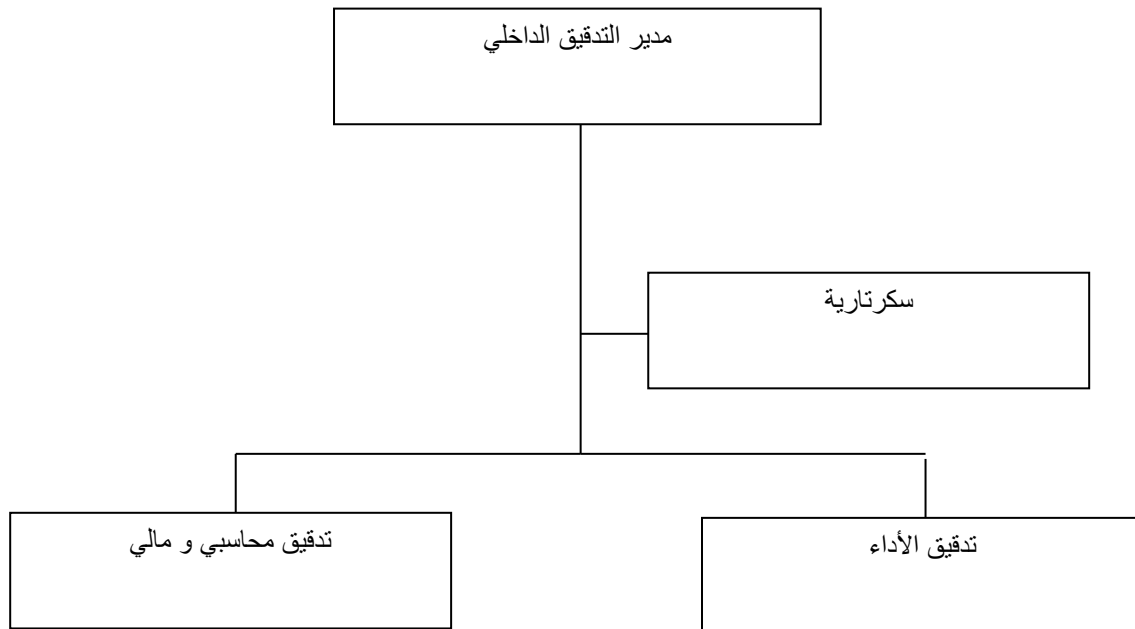 مدير التدقيق الداخلي
سكرتارية
تدقيق الأداء
تدقيق محاسبي و مالي